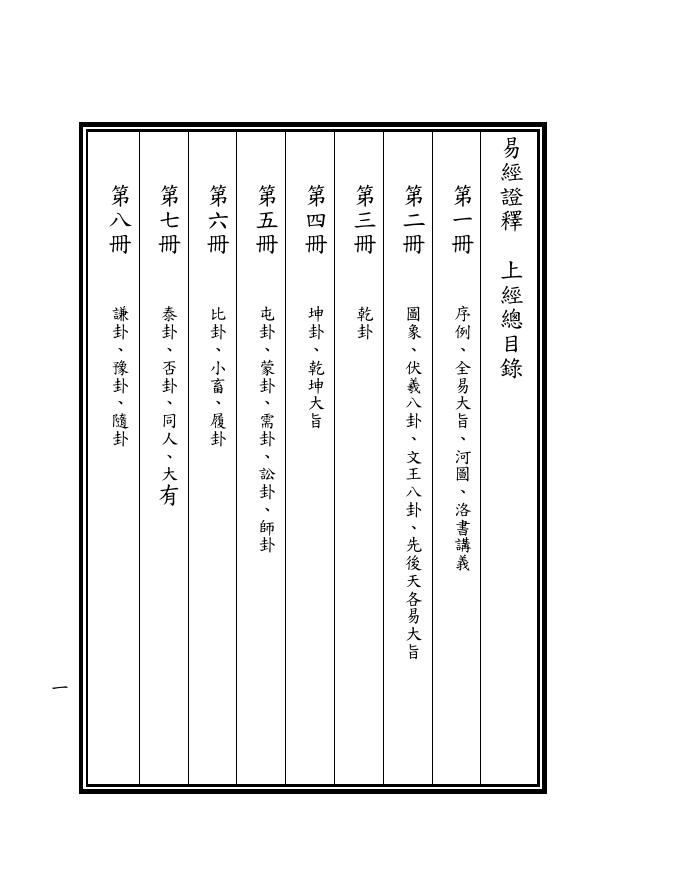 易經證釋　上經總目錄
第一冊　序例、全易大旨、河圖、洛書講義
第二冊　圖象、伏羲八卦、文王八卦、先後天各易大旨
第三冊　乾卦
第四冊　坤卦、乾坤大旨
第五冊　屯卦、蒙卦、需卦、訟卦、師卦
第六冊　比卦、小畜、履卦
第七冊　泰卦、否卦、同人、大有
第八冊　謙卦、豫卦、隨卦
一